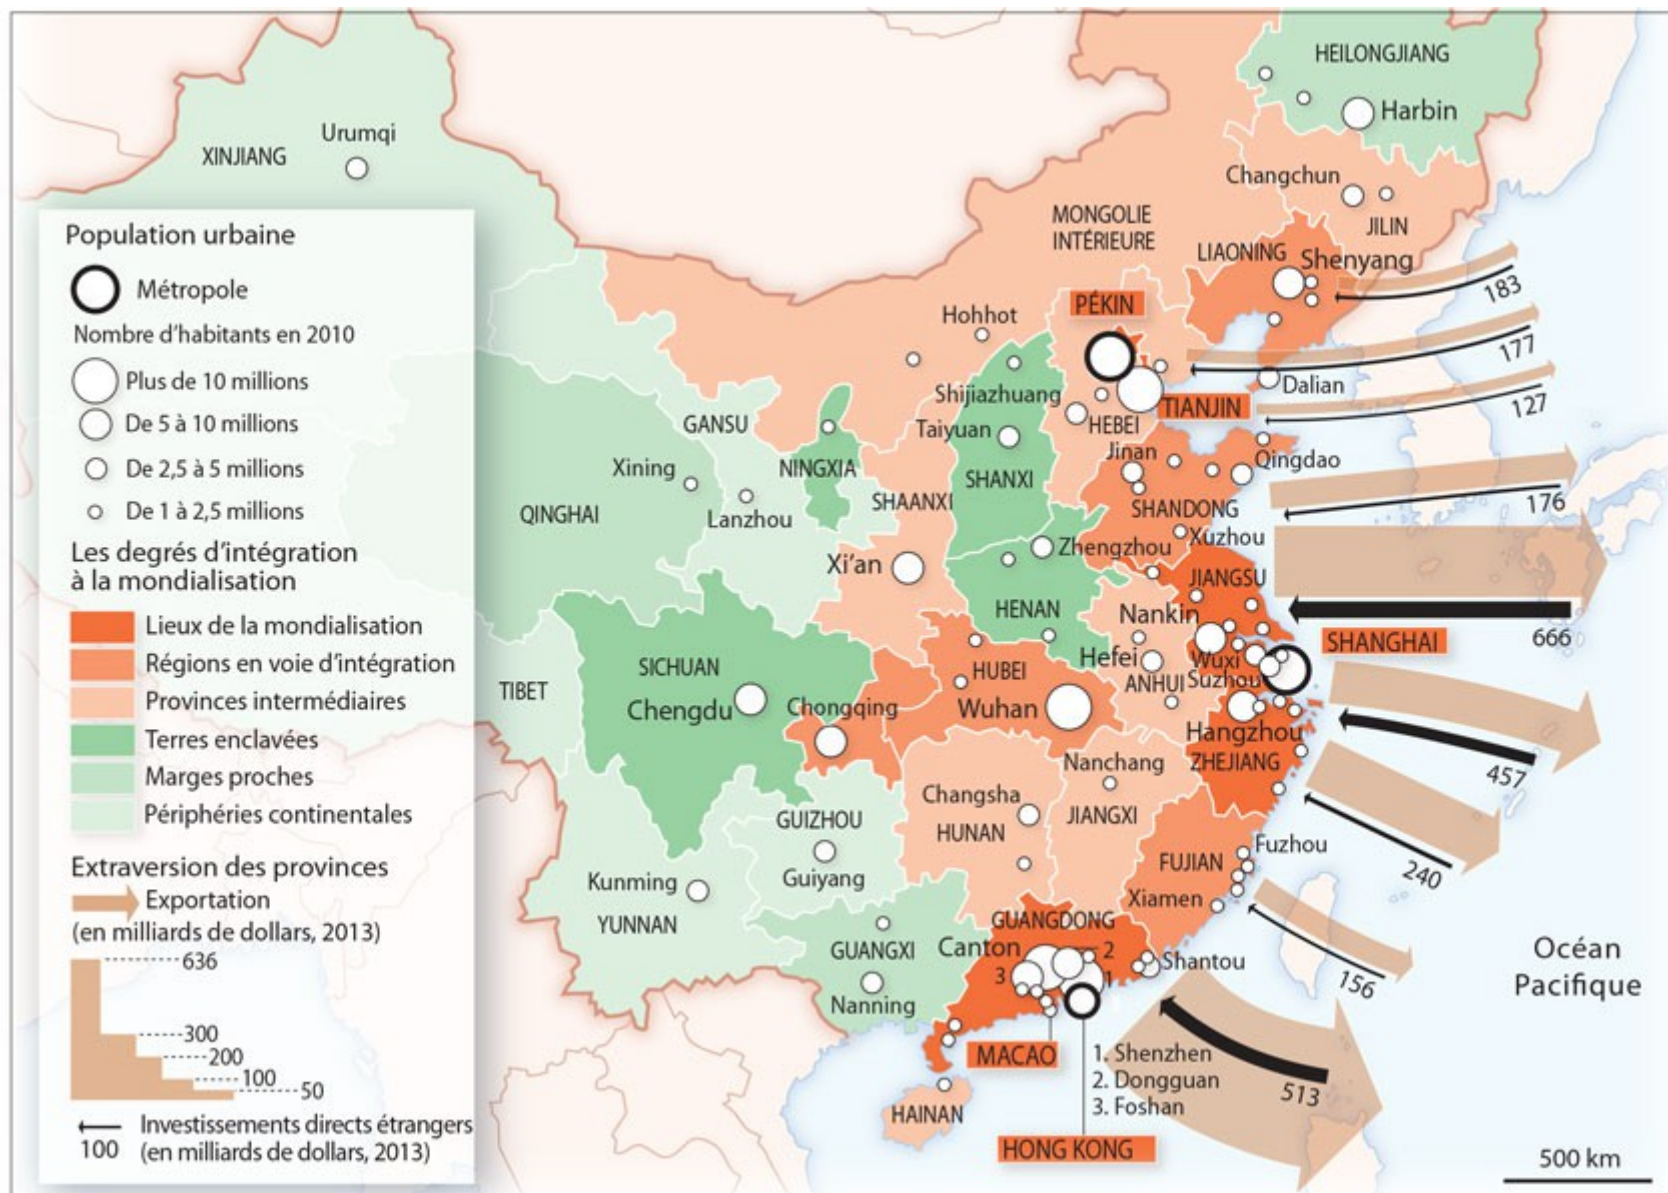 Population urbaine
Métropole
Nombre d’habitants en 2010
Plus de 10 millions
De 5 à 10 millions
De 2,5 à 5 millions
De 1 à 2,5 millions
Les degrés d’intégration
à la mondialisation
Lieux de la mondialisation
Régions en voie d’intégration
Provinces intermédiaires
Terres enclavées
Marges proches
Périphéries continentales
Extraversion des provinces
Exportation
(en milliards de dollars, 2013)
636
300
200
100
50
Investissements directs étrangers
100 (en milliards de dollars, 2013)
HEILONGJIANG
Harbin
Urumqi
XINJIANG
Changchun
JILIN
MONGOLIE
INTÉRIEURE
LIAONING
Shenyang
183
PÉKIN
Hohhot
177
Shijiazhuang
Dalian
TIANJIN
127
GANSU
Taiyuan
HEBEI
Jinan
Qingdao
Xining
NINGXIA
SHANXI
SHAANXI
176
QINGHAI
Lanzhou
SHANDONG
Xuzhou
Zhengzhou
Xi’an
JIANGSU
HENAN
Nankin
666
SHANGHAI
SICHUAN
HUBEI
Hefei
Wuxi
TIBET
ANHUI
Suzhou
Chengdu
Chongqing
Wuhan
Hangzhou
ZHEJIANG
457
Nanchang
Changsha
JIANGXI
GUIZHOU
HUNAN
Fuzhou
FUJIAN
240
Kunming
Guiyang
Xiamen
YUNNAN
GUANGDONG
GUANGXI
Canton
2
Shantou
3
1
156
Nanning
Océan
Pacifique
MACAO
1. Shenzhen
2. Dongguan
3. Foshan
513
HAINAN
HONG KONG
500 km